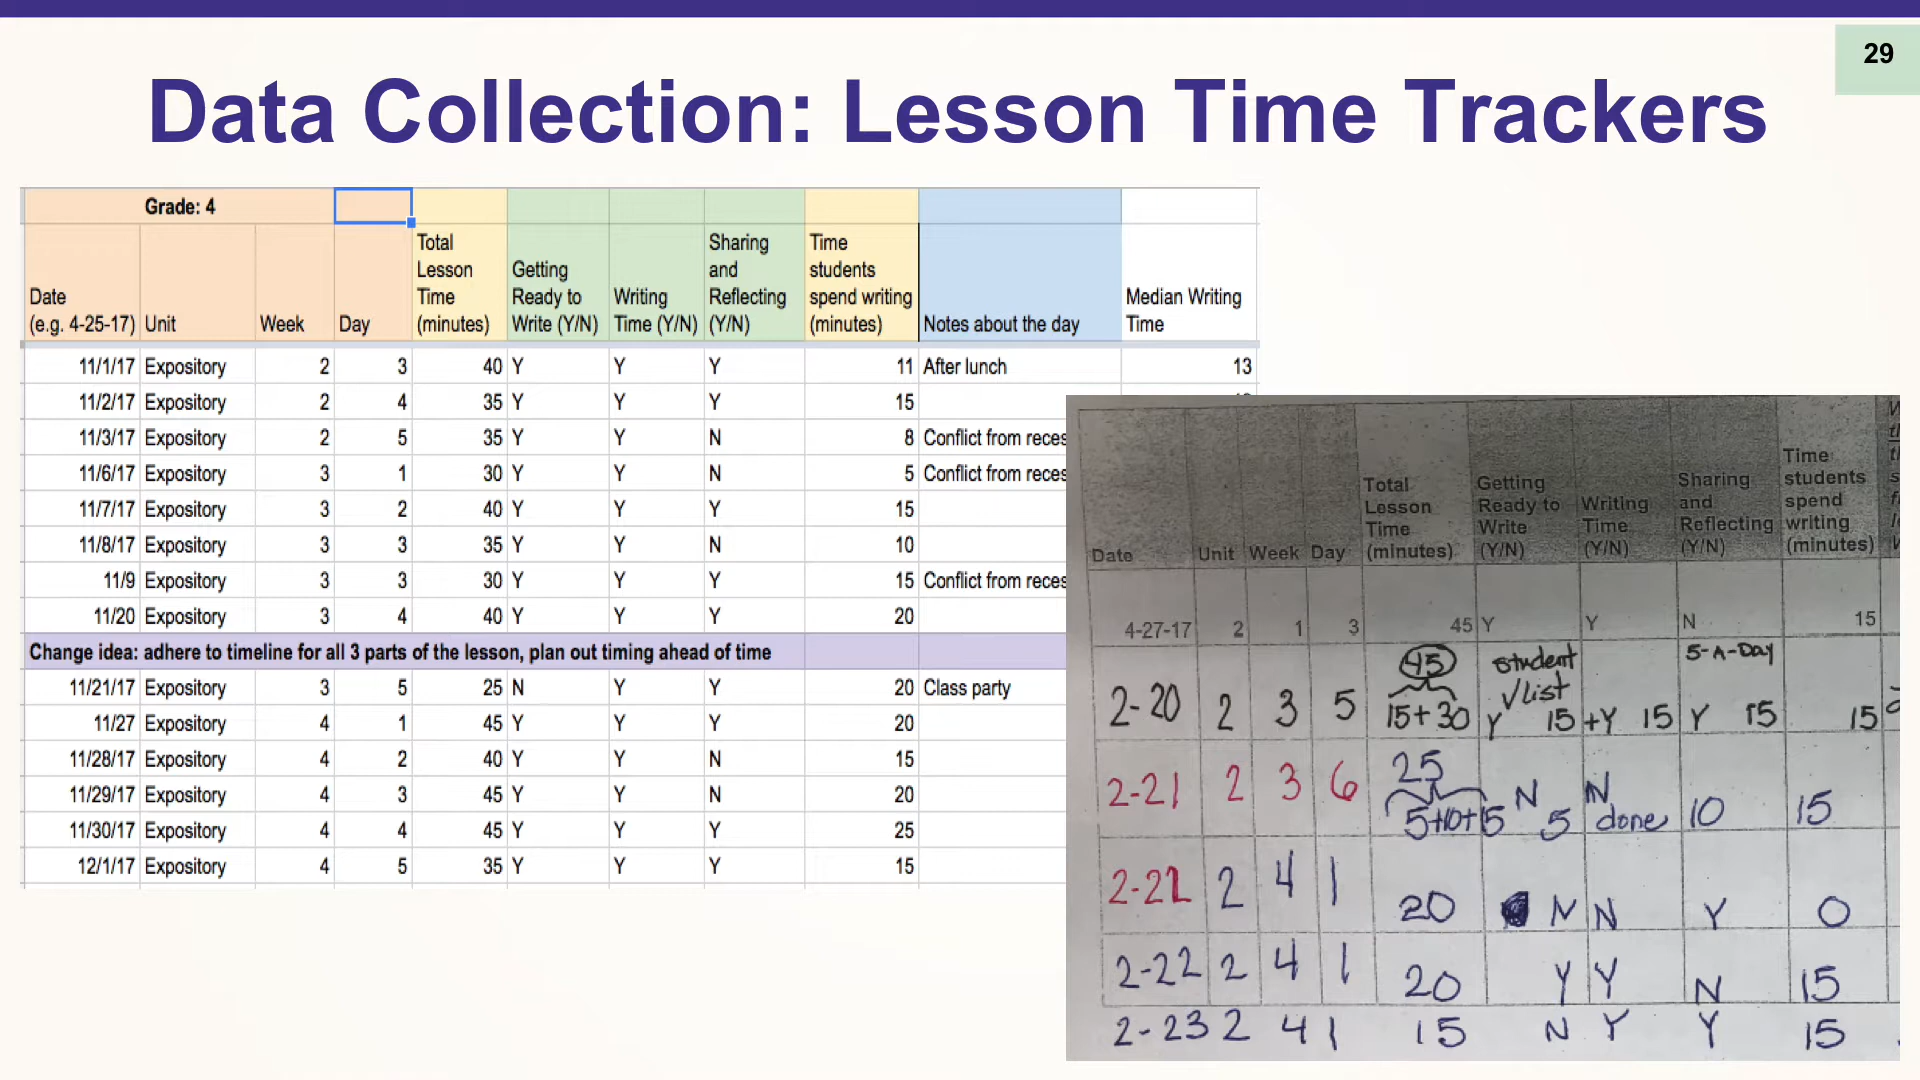 29
Data Collection: Lesson Time Trackers
Grade: 4
Date (e.g. 4-25-17) Unit Week Day Total Lesson Time (minutes) Getting Ready to Write (Y/N) Writing Time (Y/N) Sharing and Reflecting (Y/N) Time students spend writing (minutes) Notes about the day Median Writing Time
11/1/17 Expository 2 3 40 Y Y Y 11 After lunch 13
11/2/17 Expository 2 4 35 Y Y Y 15
11/3/17 Expository 2 5 35 Y Y N 8 Conflict from reces
11/6/17 Expository 3 1 30 Y Y N 5 Conflict from reces
11/7/17 Expository 3 2 40 Y Y Y 15
11/8/17 Expository 3 3 35 Y Y N 10
11/9 Expository 3 3 30 Y Y Y 15 Conflict from reces
11/20 Expository 3 4 40 Y Y Y 20
Change idea: adhere to timeline for all 3 parts of the lesson, plan out timing ahead of time
11/21/17 Expository 3 5 25 N Y Y 20 Class party
11/27 Expository 4 1 45 Y Y Y 20
11/28/17 Expository 4 2 40 Y Y N 15
11/29/17 Expository 4 3 45 Y Y N 20
11/30/17 Expository 4 4 45 Y Y Y 25
12/1/17 Expository 4 5 35 Y Y Y 15
Date Unit Week Day Total Lesson Time (minutes) Getting Ready to Write (Y/N) Writing Time (Y/N) Sharing and Reflecting (Y/N) Time students spend writing (minutes)
4-27-17 2 1 3 45 Y Y N 15
45 student 5-A-Day
√list
2-20 2 3 5 15+30 Y 15 +Y 15 Y 15 15
25 N N
2-21 2 3 6 5+10+15 5 done 10 15
2-21 2 4 1 20 N N Y 0
2-22 2 4 1 20 Y Y N 15
2-23 2 4 1 15 N Y Y 15